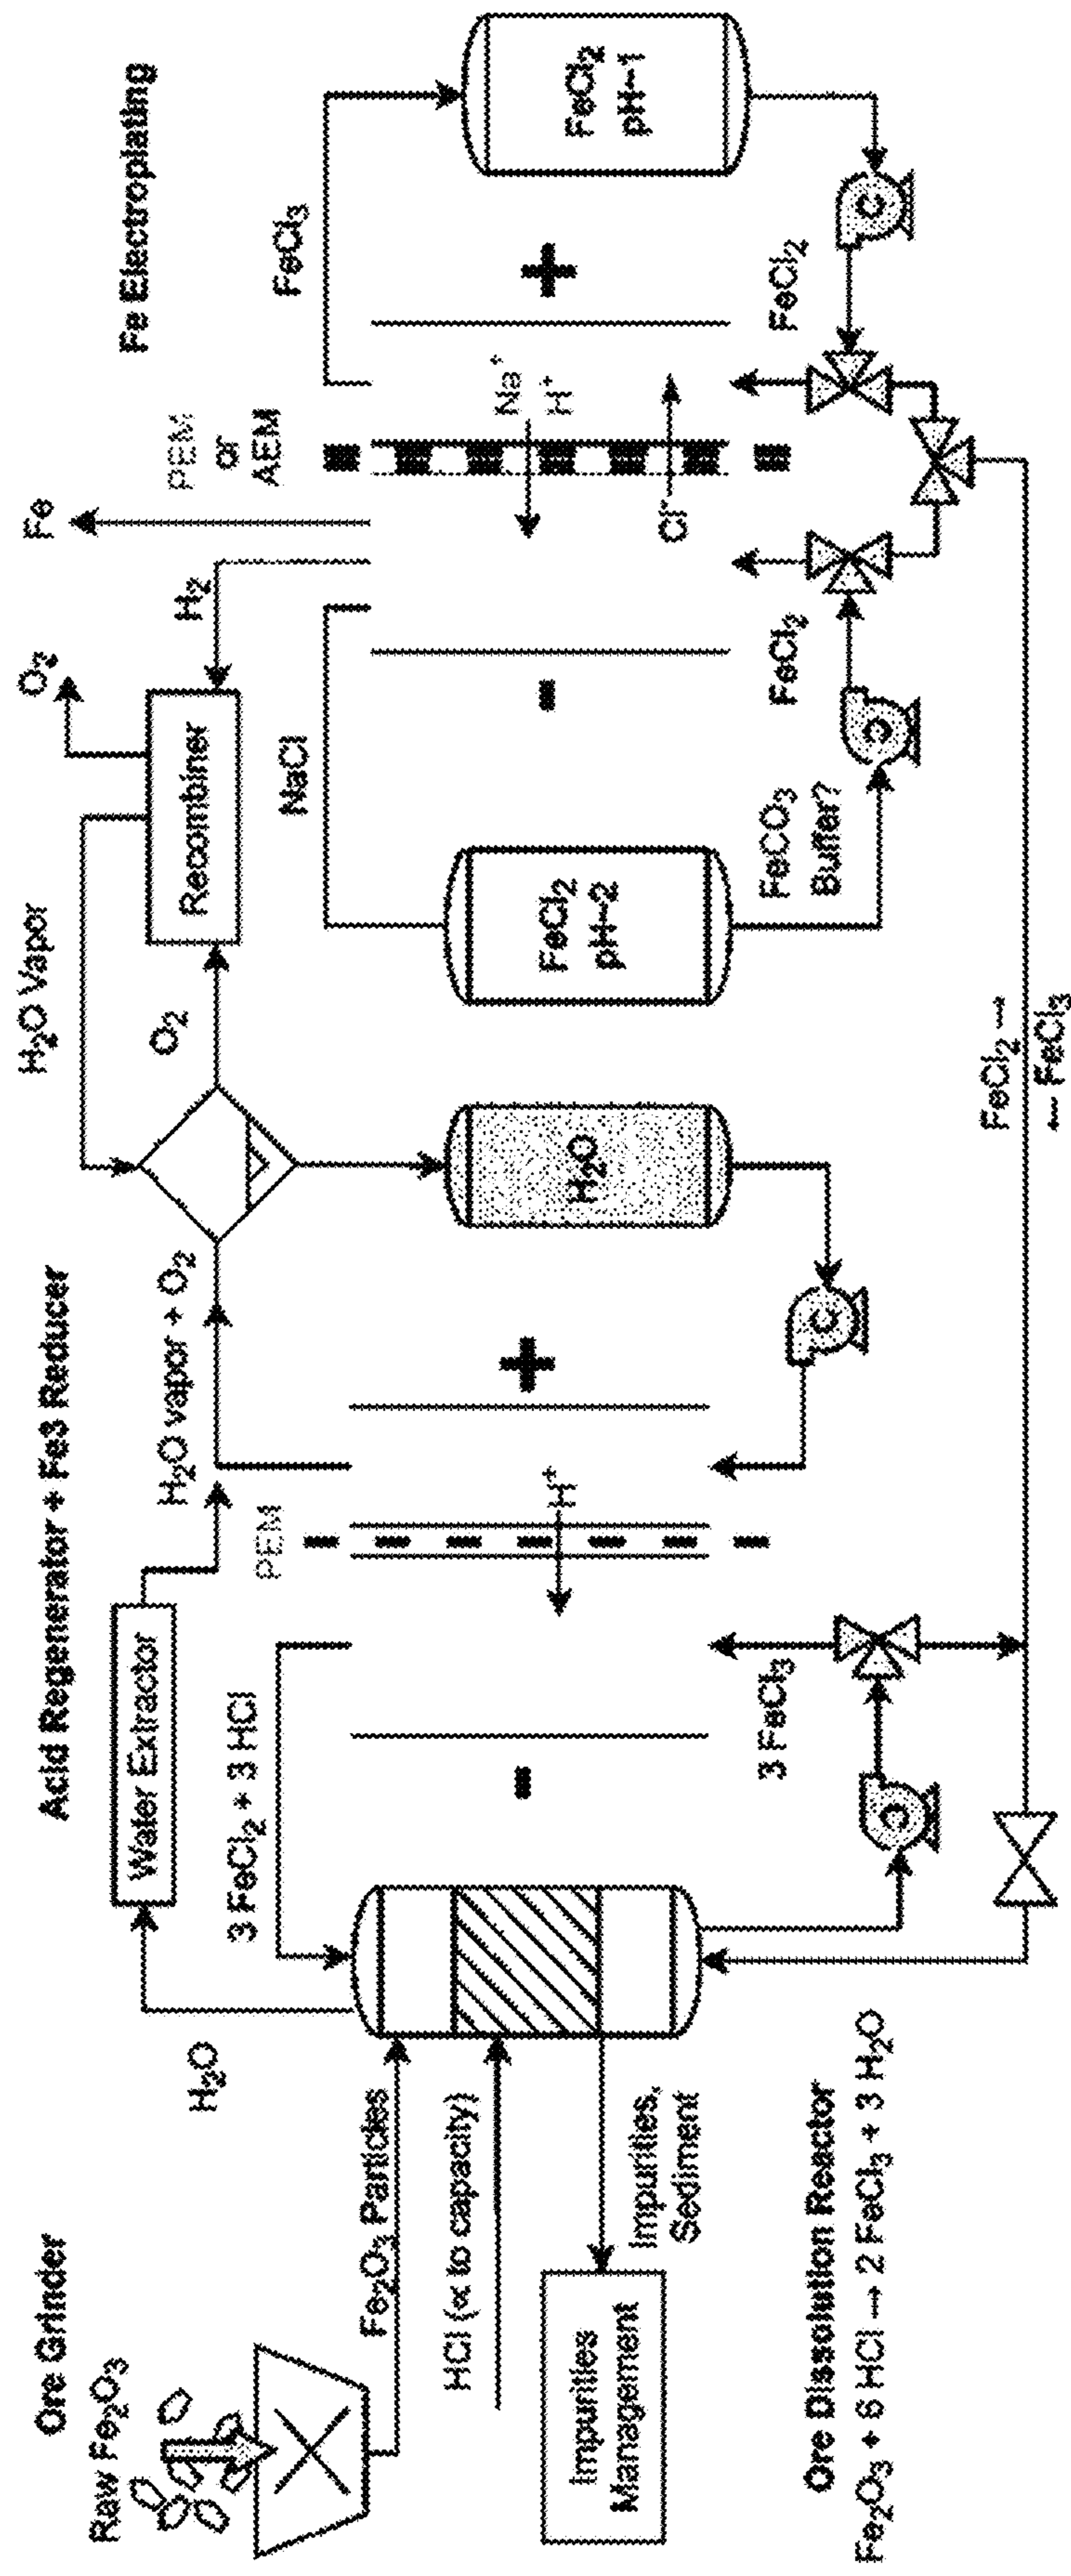 Ore Grinder
Raw Fe2O3
Fe2O3 Particles
HCl (∝ to capacity)
Impurities,
Sediment
Impurities
Management
Ore Dissolution Reactor
Fe2O3 + 6 HCl → 2 FeCl3 + 3 H2O
H2O
Water Extractor
Acid Regenerator + Fe3 Reducer
3 FeCl2 + 3 HCl
PEM
H2O vapor + O2
H+
-
+
3 FeCl3
C
C
H2O
O2
H2O Vapor
Recombiner
O2
H2
Fe
NaCl
FeCl2
pH~2
FeCO3
Buffer?
C
FeCl2
-
PEM
or
AEM
Na+
H+
Cl-
+
Fe Electroplating
FeCl3
FeCl2
pH~1
C
FeCl2
FeCl2 →
← FeCl3